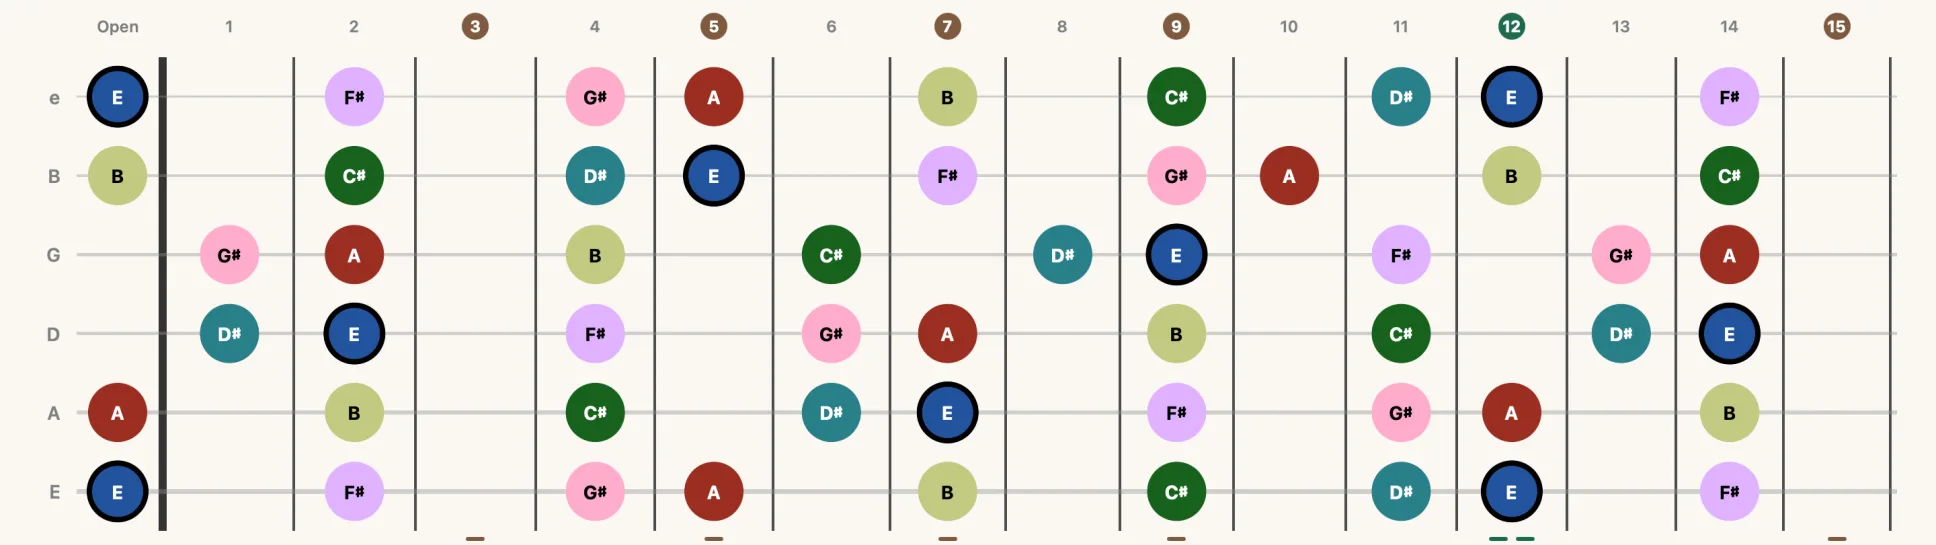 Open 1 2 3 4 5 6 7 8 9 10 11 12 13 14 15
e E F# G# A B C# D# E F#
B B C# D# E F# G# A B C#
G G# A B C# D# E F# G# A
D D# E F# G# A B C# D# E
A A B C# D# E F# G# A B
E E F# G# A B C# D# E F#